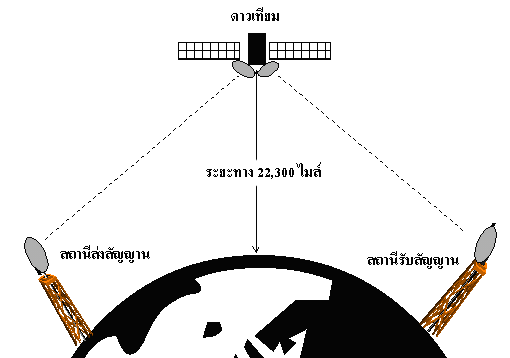 ดาวเทียม
ระยะทาง 22,300 ไมล์
สถานีส่งสัญญาน
สถานีรับสัญญาน